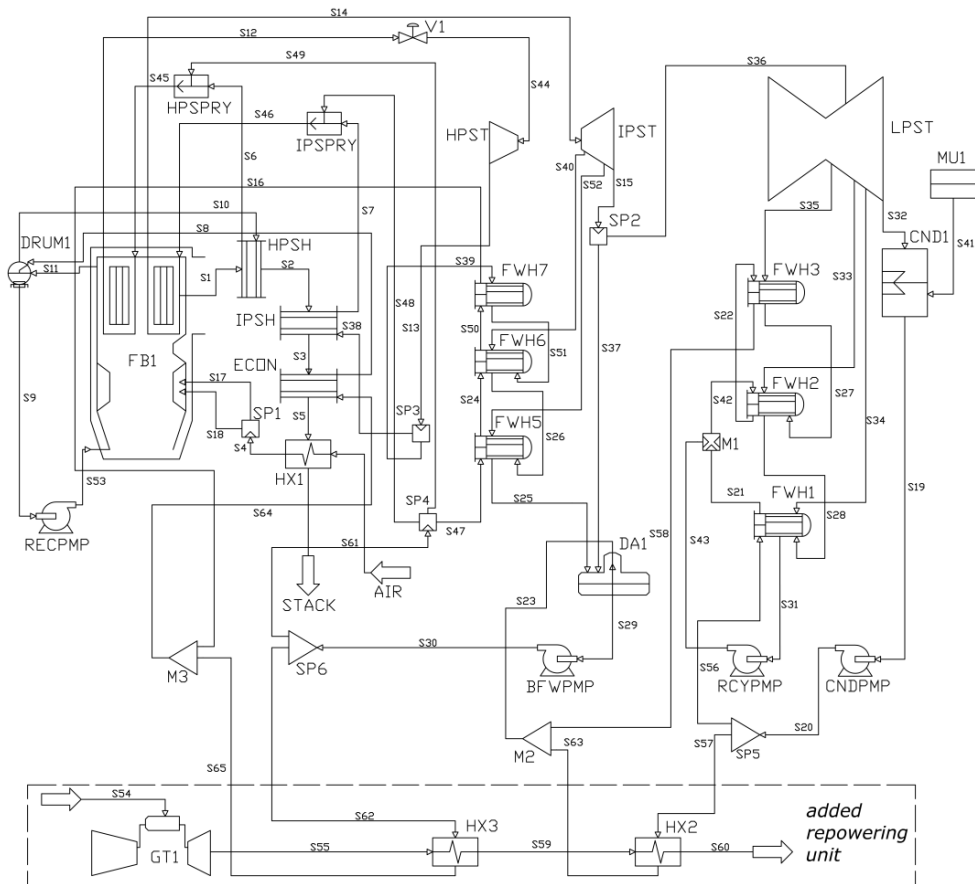 S14
S12
V1
S49
S36
S45
HPSPRY
S44
S46
IPSPRY
HPST
IPST
LPST
S40
S52
S15
MU1
S6
S16
S10
S7
SP2
S35
S32
S41
DRUM1
S8
HPSH
CND1
S11
S1
S2
S39
FWH7
FWH3
S33
S48
S13
S22
IPSH
S38
S50
S51
FWH6
S37
FB1
S3
S27
ECON
FWH2
S9
S17
SP1
S5
SP3
S24
S42
S34
S18
S4
FWH5
S26
M1
HX1
S19
S53
S25
S21
FWH1
SP4
S64
S47
S58
S43
S28
RECPMP
S61
DA1
AIR
STACK
S23
S29
S31
S30
S56
SP6
BFWPMP
RCYPMP
CNDPMP
M3
S20
M2
S63
S57
SP5
S65
S54
S62
HX3
HX2
added
repowering
unit
GT1
S55
S59
S60